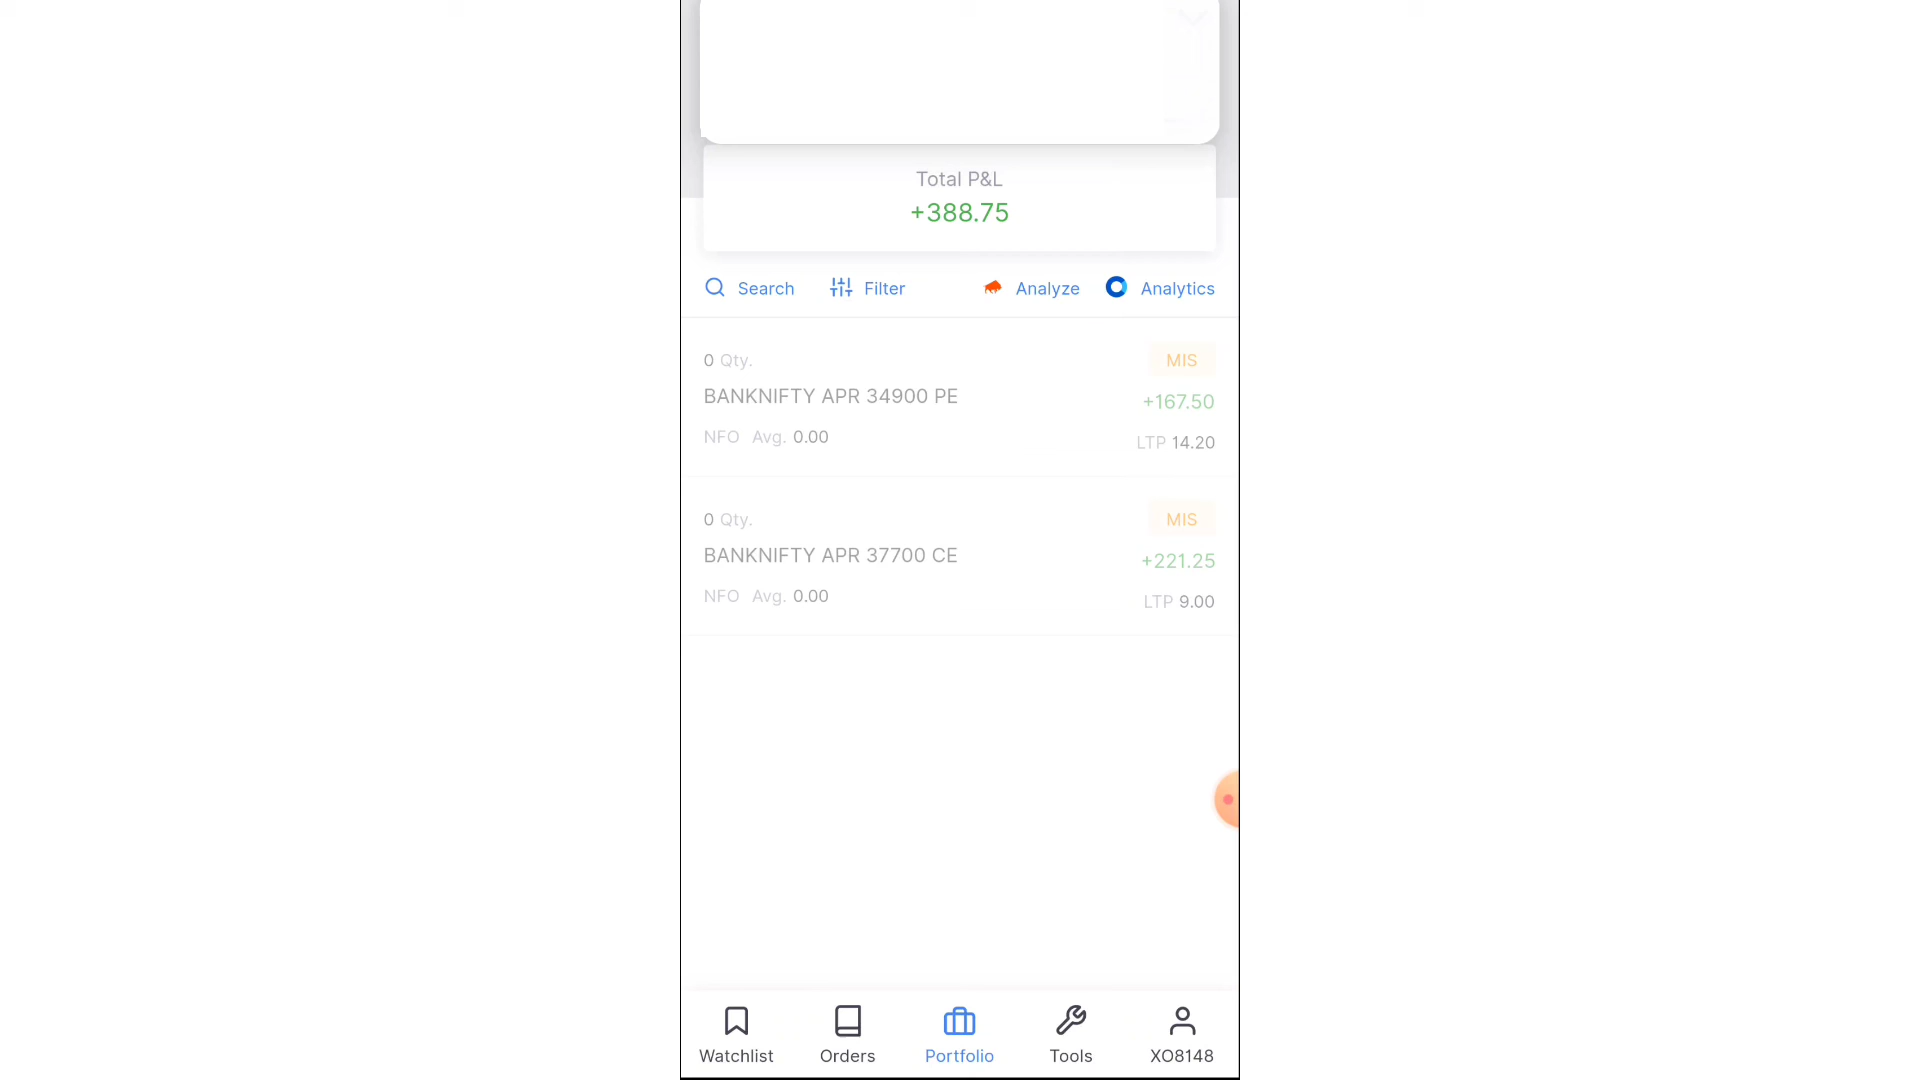 Total P&L
+388.75
Search Filter Analyze Analytics
0 Qty. MIS
BANKNIFTY APR 34900 PE +167.50
NFO Avg. 0.00 LTP 14.20
0 Qty. MIS
BANKNIFTY APR 37700 CE +221.25
NFO Avg. 0.00 LTP 9.00
Watchlist Orders Portfolio Tools XO8148